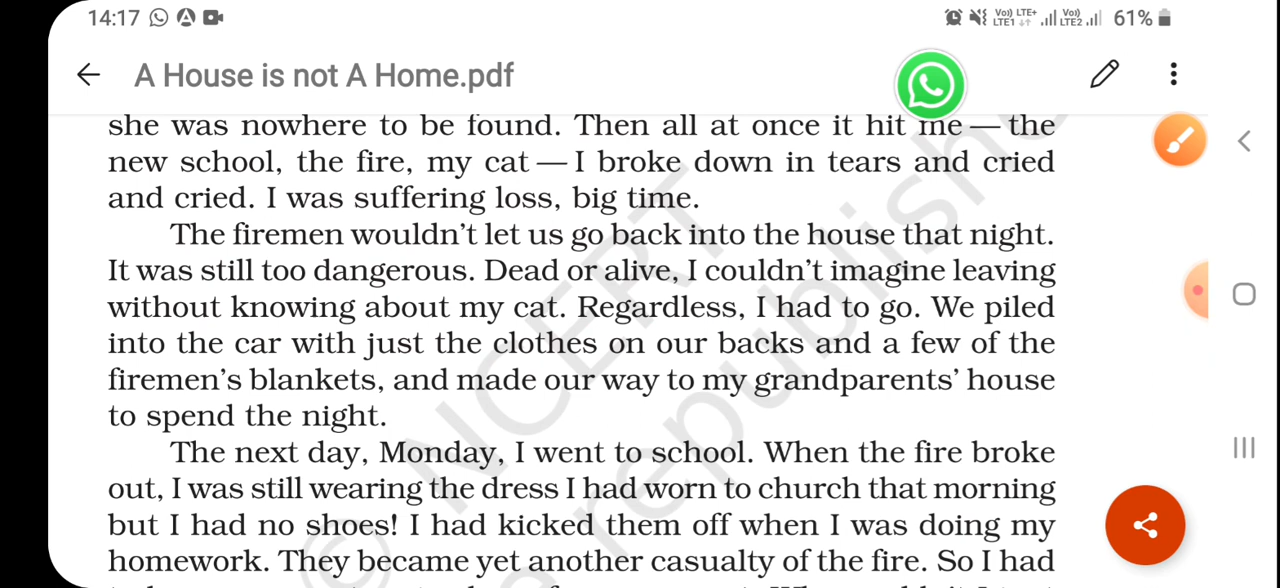 14:17
Vo)) LTE+ Vo))
LTE1 LTE2 61%
A House is not A Home.pdf
she was nowhere to be found. Then all at once it hit me — the
new school, the fire, my cat — I broke down in tears and cried
and cried. I was suffering loss, big time.
The firemen wouldn't let us go back into the house that night.
It was still too dangerous. Dead or alive, I couldn't imagine leaving
without knowing about my cat. Regardless, I had to go. We piled
into the car with just the clothes on our backs and a few of the
firemen's blankets, and made our way to my grandparents' house
to spend the night.
The next day, Monday, I went to school. When the fire broke
out, I was still wearing the dress I had worn to church that morning
but I had no shoes! I had kicked them off when I was doing my
homework. They became yet another casualty of the fire. So I had
© NCERT
republishe